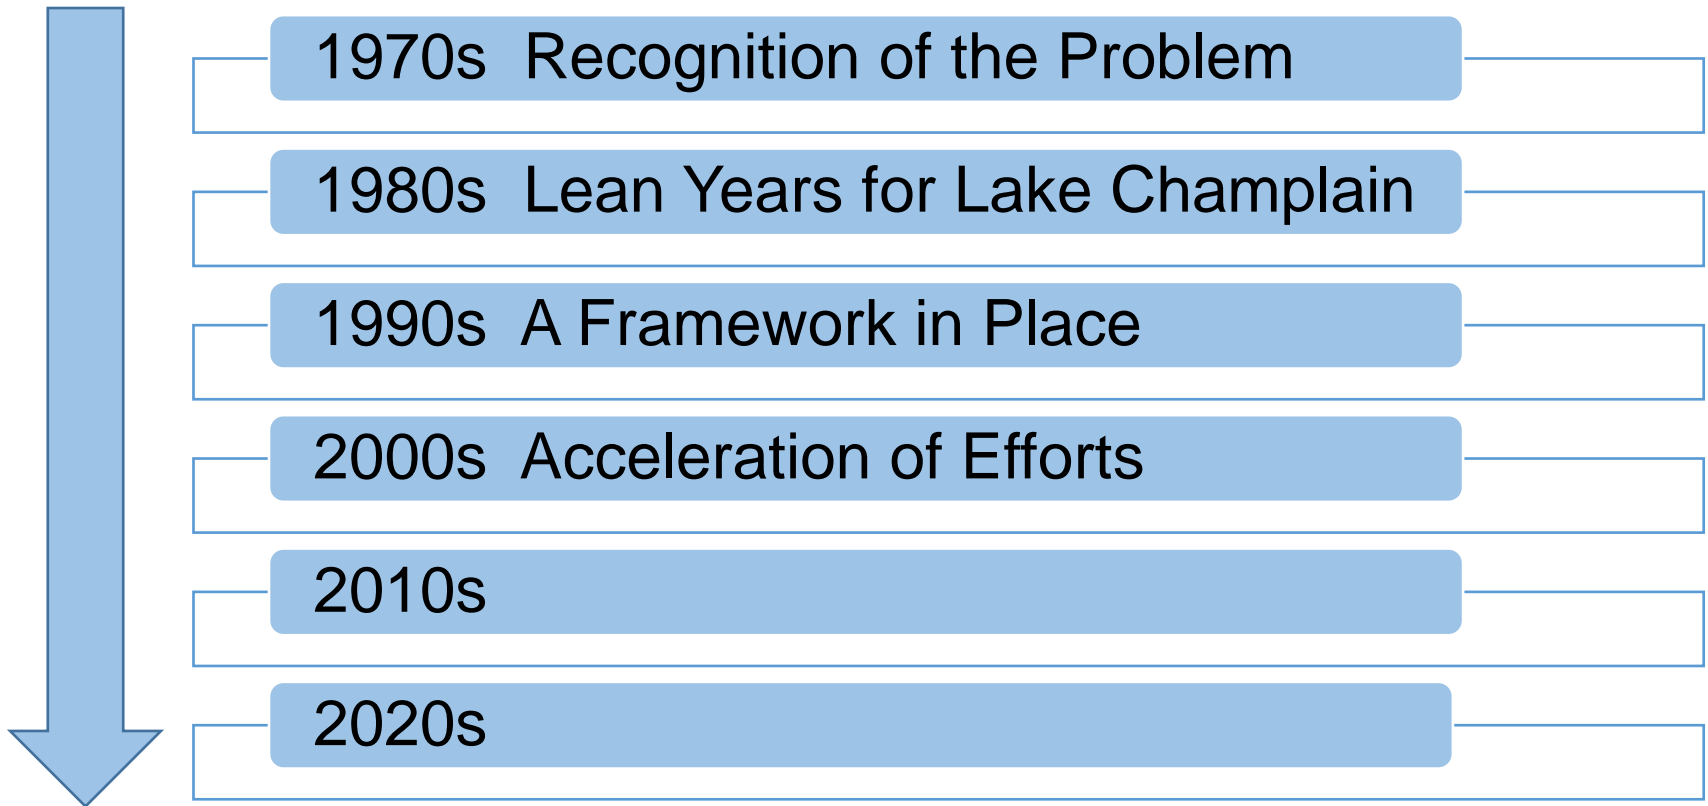 1970s Recognition of the Problem
1980s Lean Years for Lake Champlain
1990s A Framework in Place
2000s Acceleration of Efforts
2010s
2020s